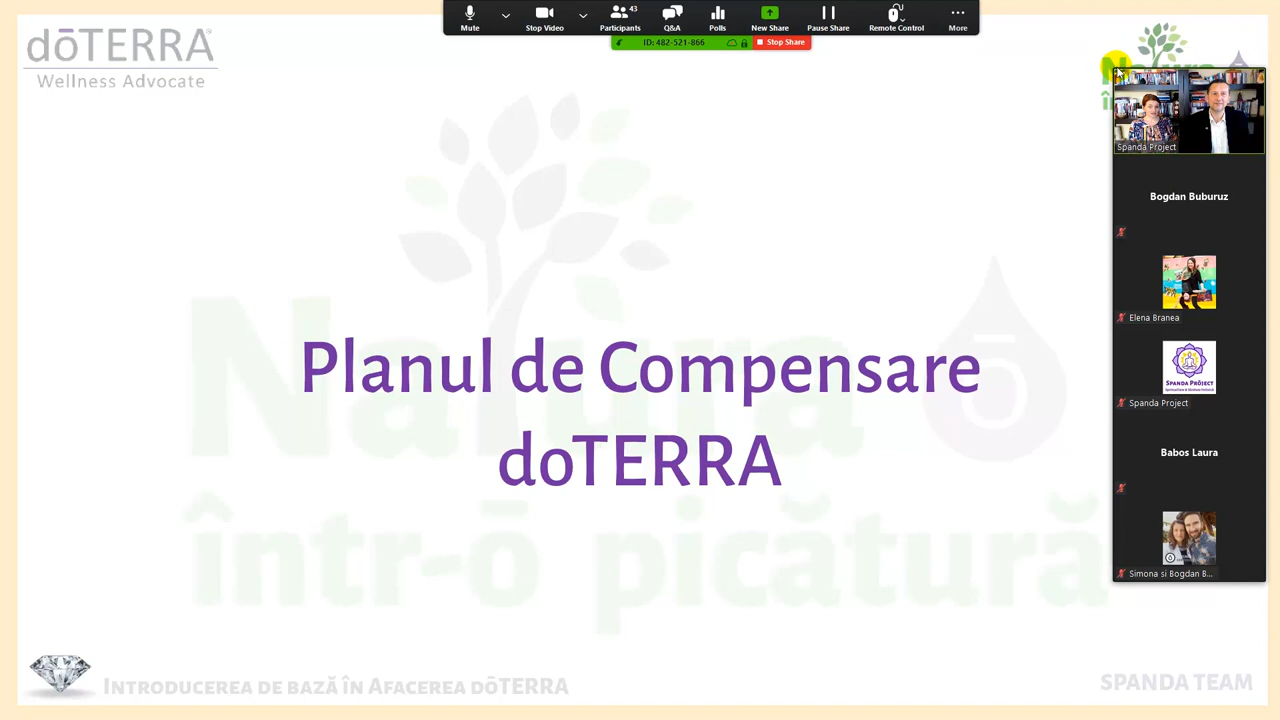 Mute
Stop Video
Participants
43
Q&A
Polls
New Share
Pause Share
Remote Control
More
ID: 482-521-866
Stop Share
dōTERRA®
Wellness Advocate
Natura
într-ō picătură
Planul de Compensare
doTERRA
Spanda Project
Bogdan Buburuz
Elena Branea
SPANDA PRŌJECT
Spanda Project
Babos Laura
Simona si Bogdan B...
INTRODUCEREA DE BAZĂ ÎN AFACEREA DŌTERRA
SPANDA TEAM